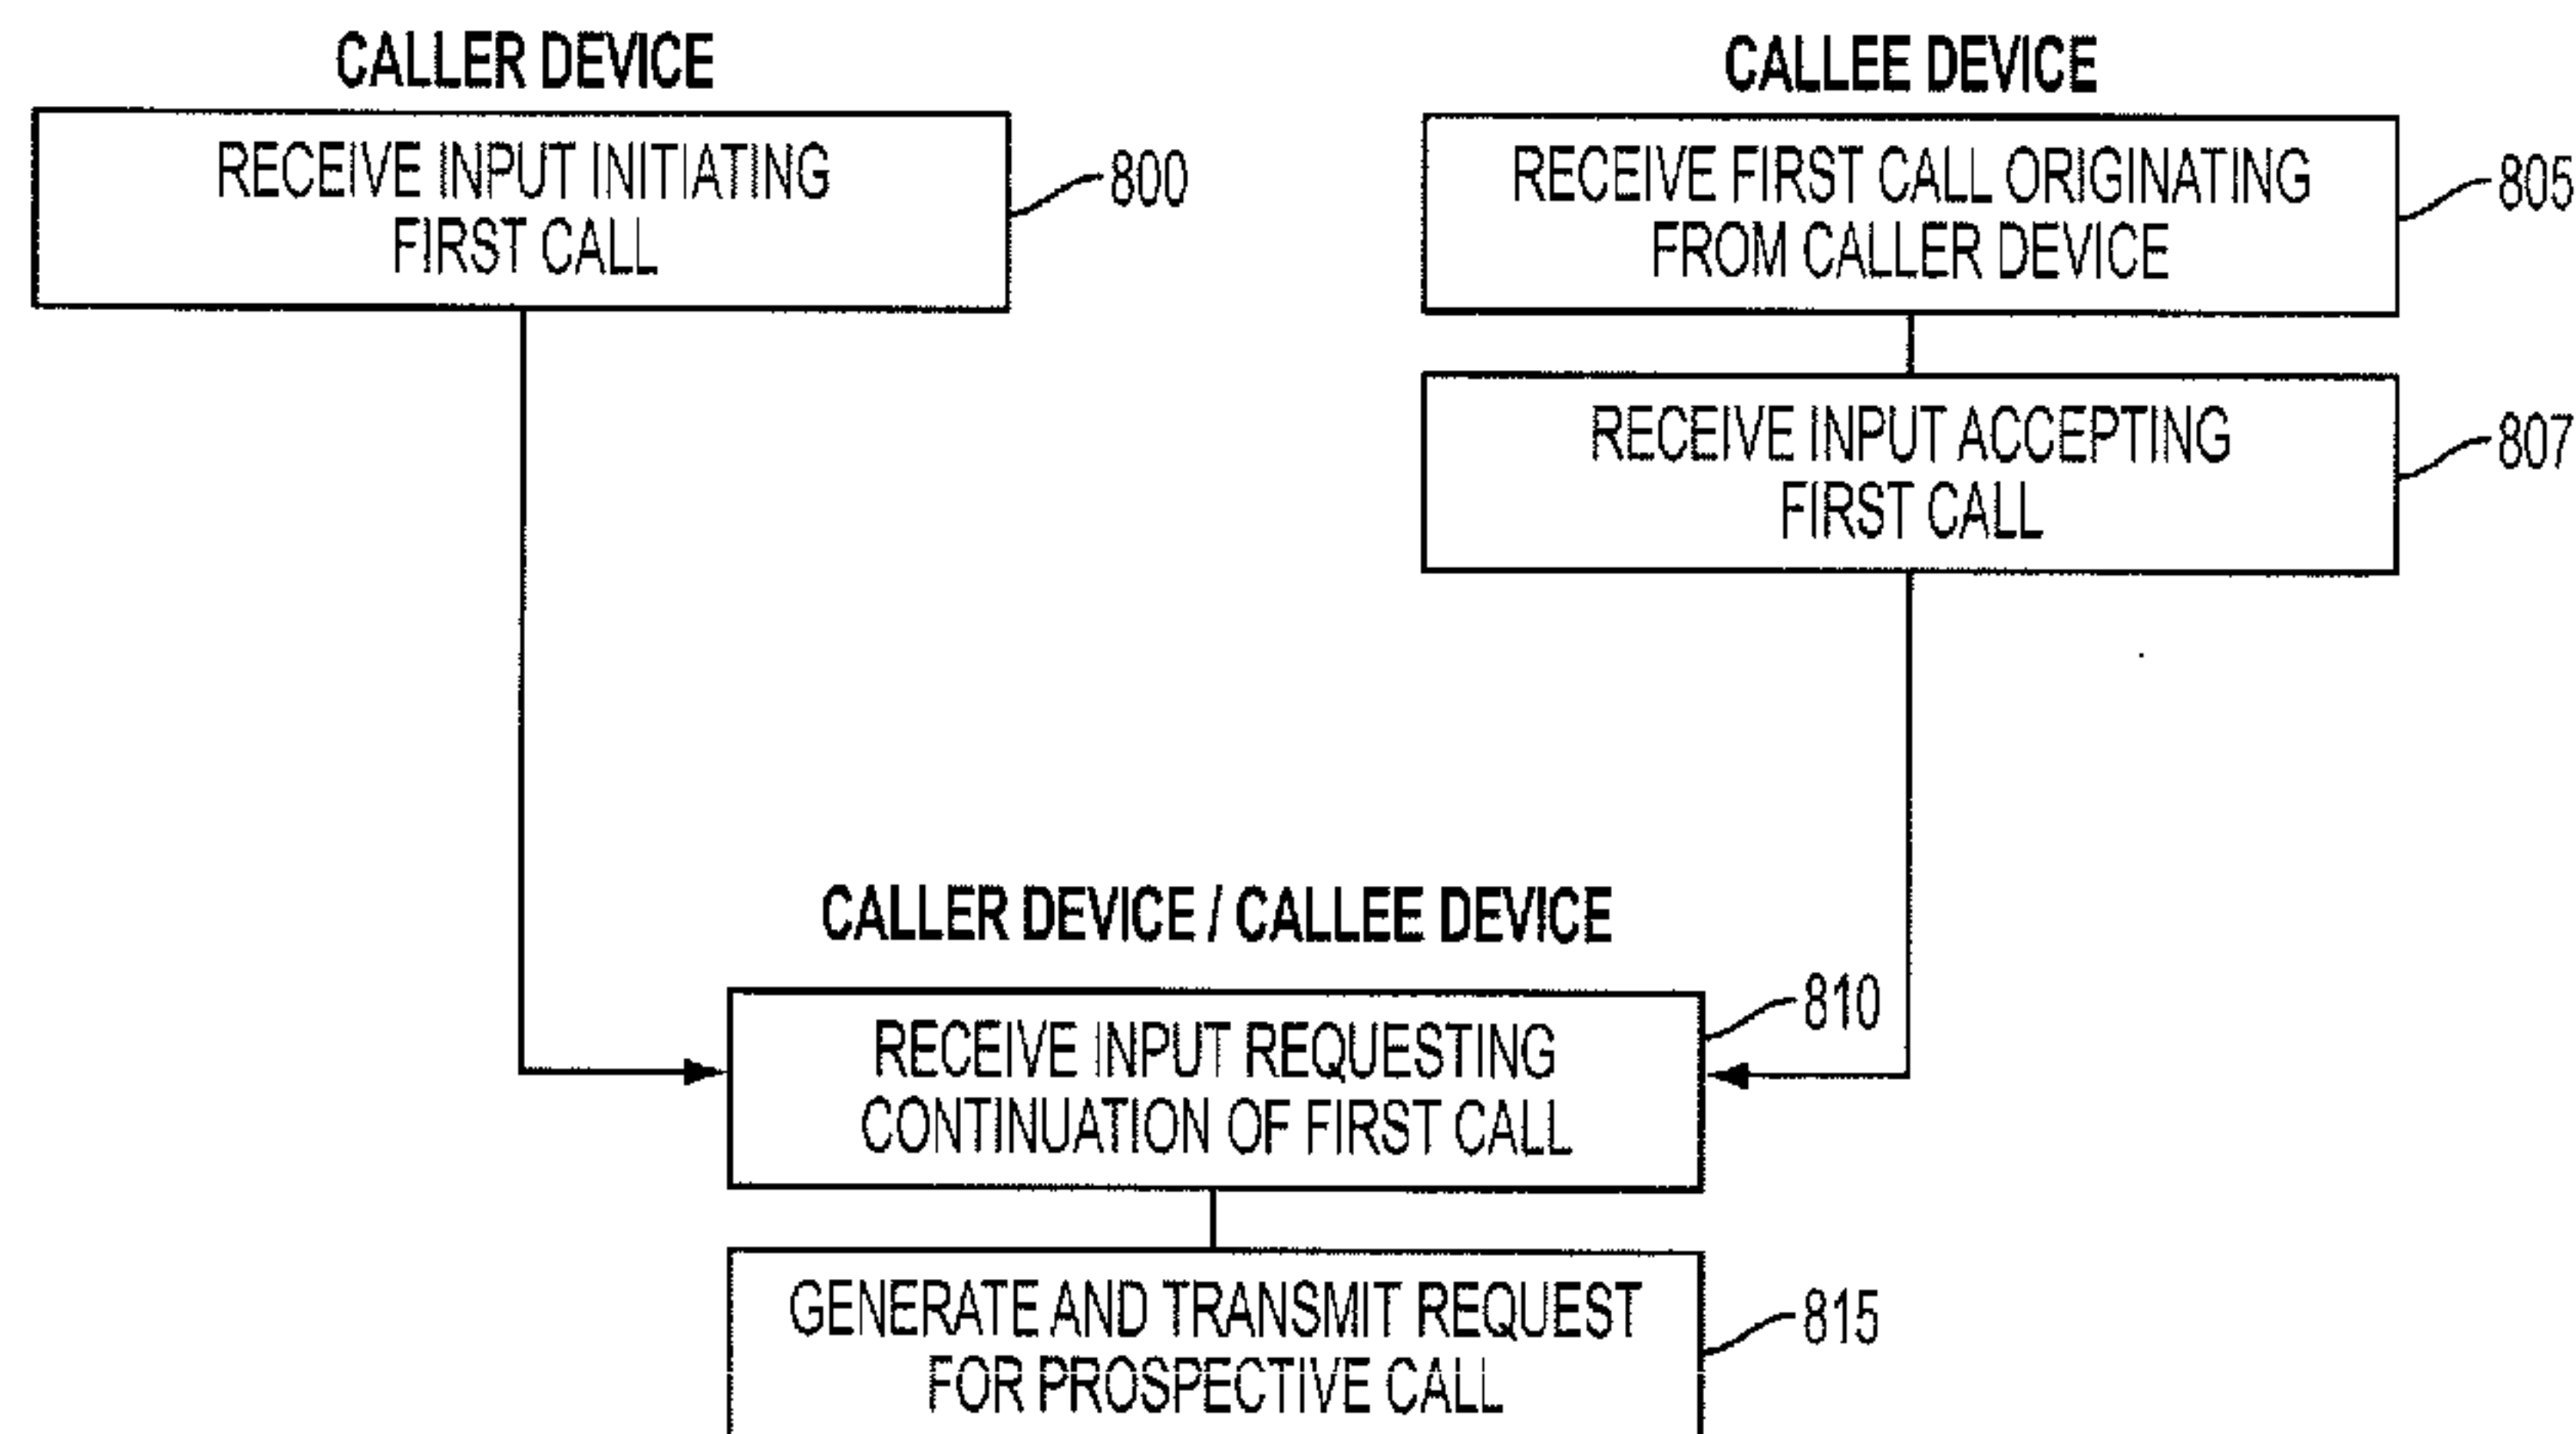 CALLER DEVICE
RECEIVE INPUT INITIATING
FIRST CALL
800
CALLEE DEVICE
RECEIVE FIRST CALL ORIGINATING
FROM CALLER DEVICE
805
RECEIVE INPUT ACCEPTING
FIRST CALL
807
CALLER DEVICE / CALLEE DEVICE
RECEIVE INPUT REQUESTING
CONTINUATION OF FIRST CALL
810
GENERATE AND TRANSMIT REQUEST
FOR PROSPECTIVE CALL
815